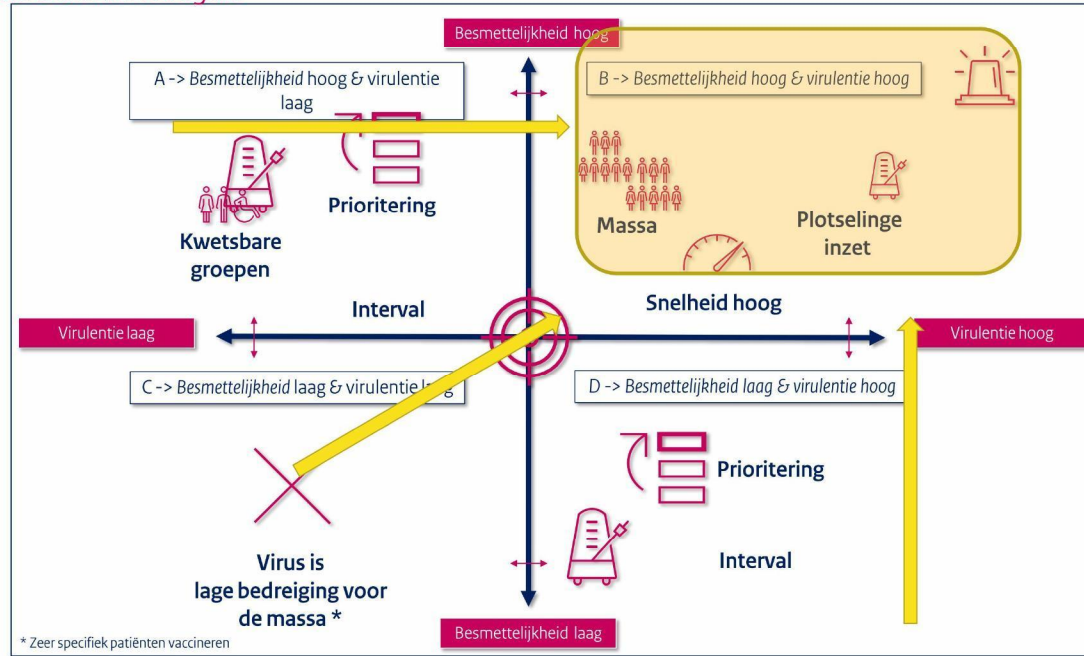 Besmettelijkheid hoog
A -> Besmettelijkheid hoog & virulentie
laag
B -> Besmettelijkheid hoog & virulentie hoog
Prioritering
Kwetsbare
groepen
Massa
Plotselinge
inzet
Interval
Snelheid hoog
Virulentie laag
Virulentie hoog
C -> Besmettelijkheid laag & virulentie laag
D -> Besmettelijkheid laag & virulentie hoog
Prioritering
Interval
Virus is
lage bedreiging voor
de massa *
* Zeer specifiek patiënten vaccineren
Besmettelijkheid laag